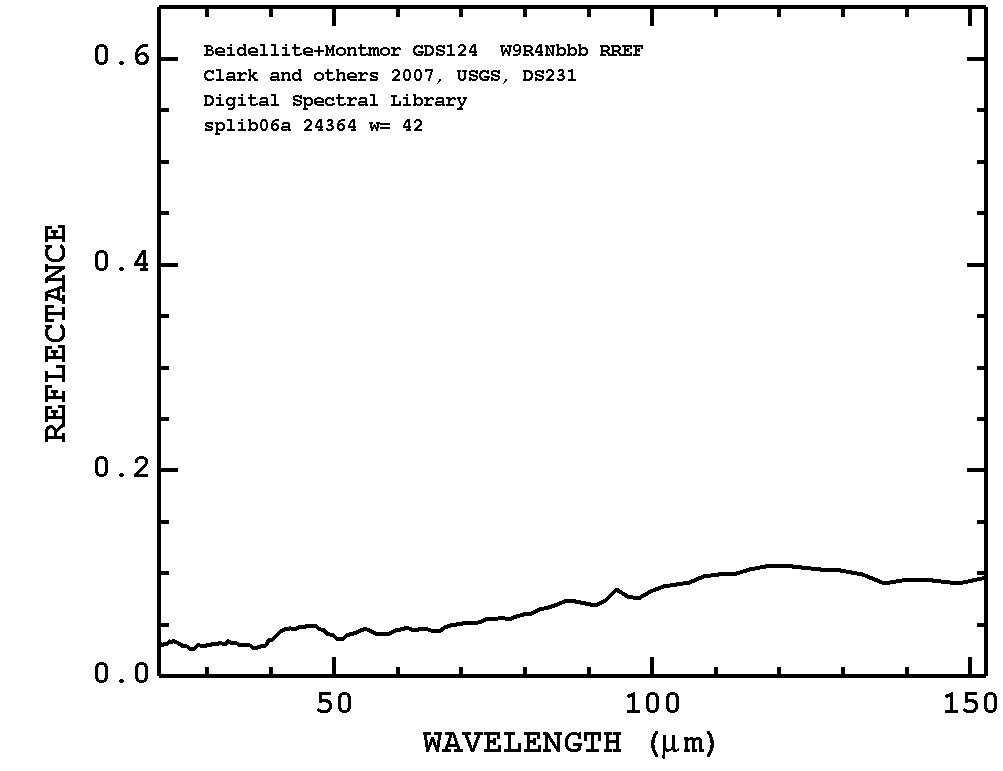 Beidellite+Montmor GDS124  W9R4Nbbb RREF
Clark and others 2007, USGS, DS231
Digital Spectral Library
splib06a 24364 w= 42
REFLECTANCE
0.6
0.4
0.2
0.0
50 100 150
WAVELENGTH (μm)